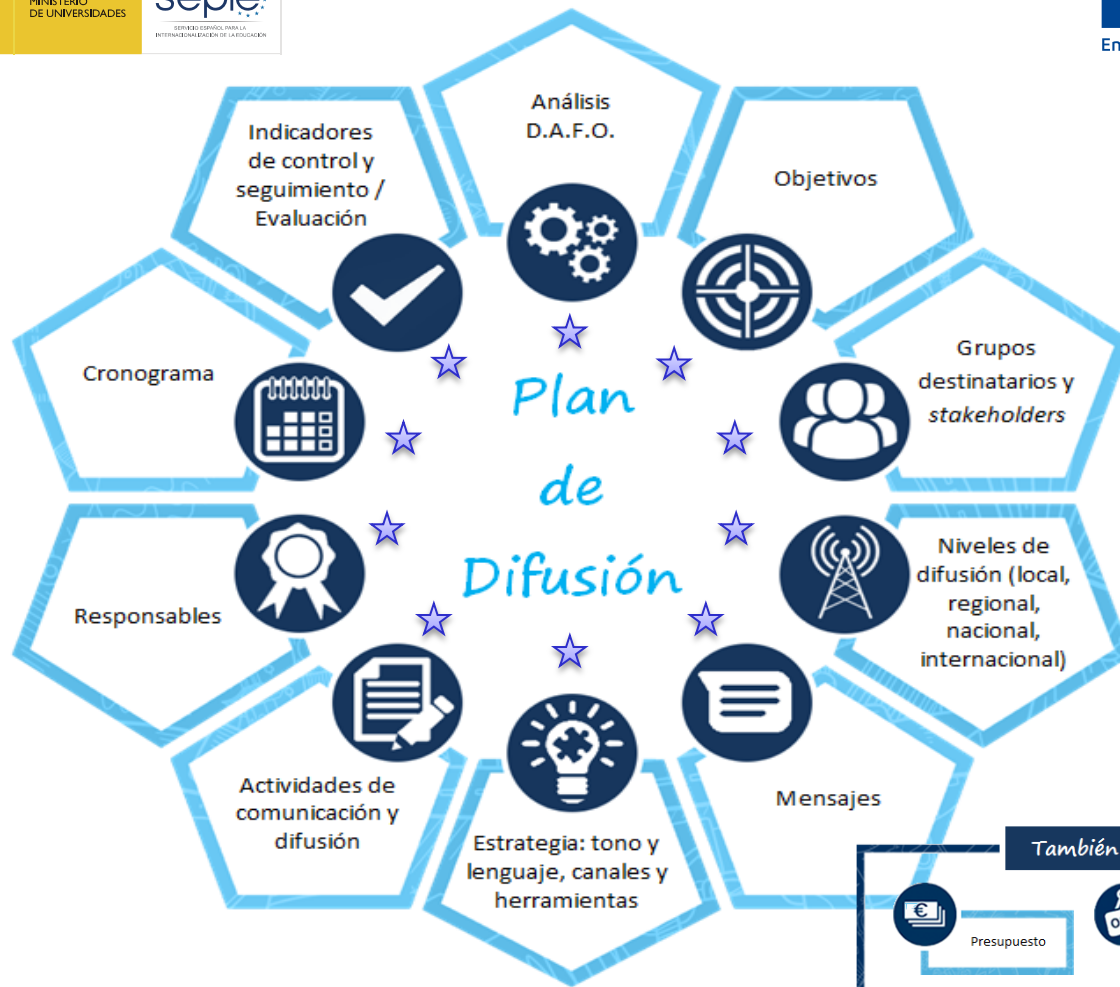 MINISTERIO
DE UNIVERSIDADES
sepie
SERVICIO ESPAÑOL PARA LA
INTERNACIONALIZACIÓN DE LA EDUCACIÓN
Análisis
D.A.F.O.
Objetivos
Grupos
destinatarios y
stakeholders
Niveles de
difusión (local,
regional,
nacional,
internacional)
Mensajes
Estrategia: tono y
lenguaje, canales y
herramientas
Actividades de
comunicación y
difusión
Responsables
Cronograma
Indicadores
de control y
seguimiento /
Evaluación
Plan
de
Difusión
También
Presupuesto